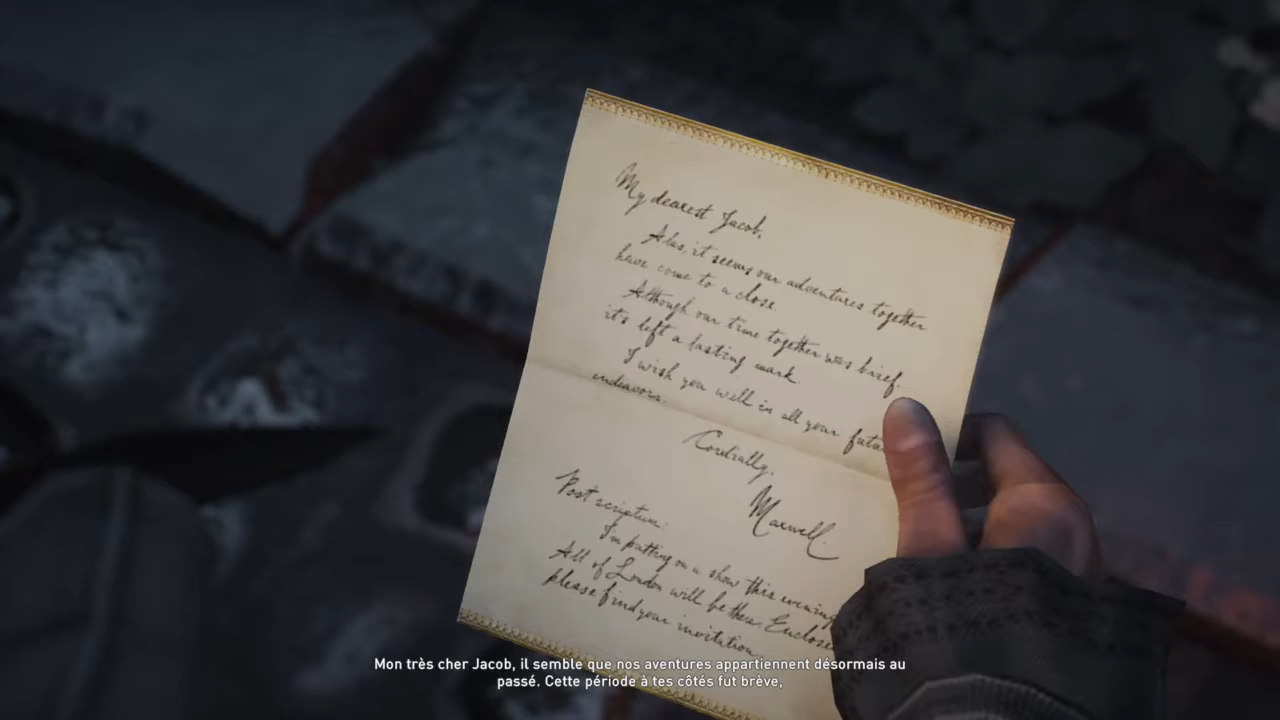 My dearest Jacob,
Alas, it seems our adventures together
have come to a close.
Although our time together was brief,
it's left a lasting mark.
I wish you well in all your
endeavors.
Cordially,
Maxwell
Post scriptum:
I'm putting on a show this evening
All of London will be there. Enclose
please find your invitation.
Mon très cher Jacob, il semble que nos aventures appartiennent désormais au
passé. Cette période à tes côtés fut brève,